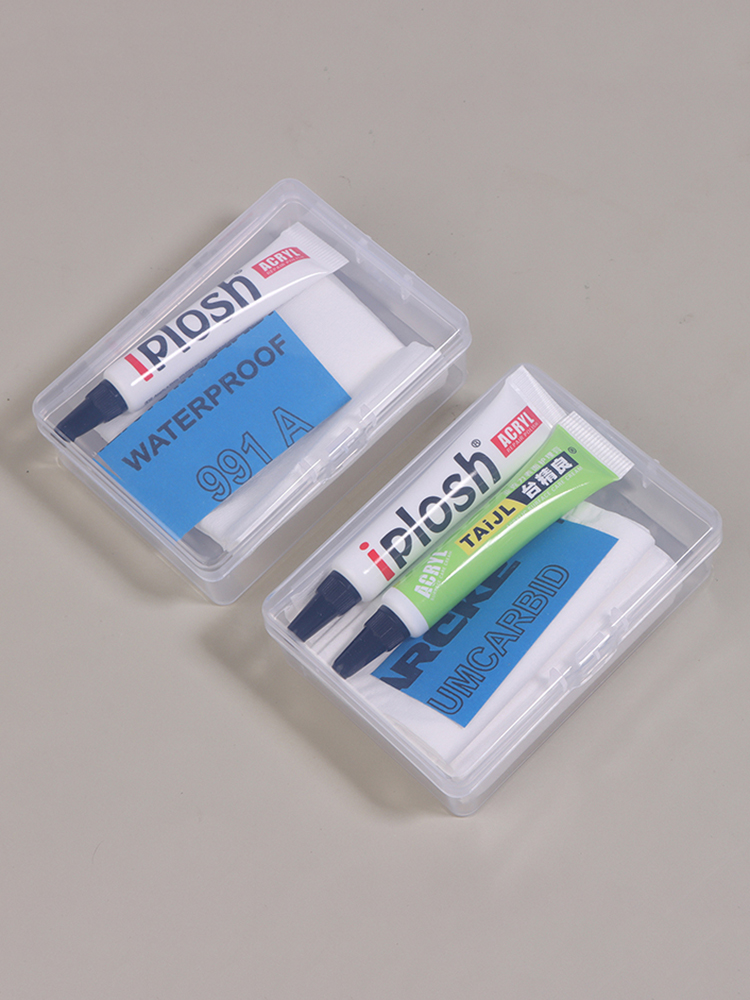 iplosh
ACRYL
WATERPROOF
991 A
iplosh®
ACRYL
ACRYL
TAiJL
台精良®
UMCARBID